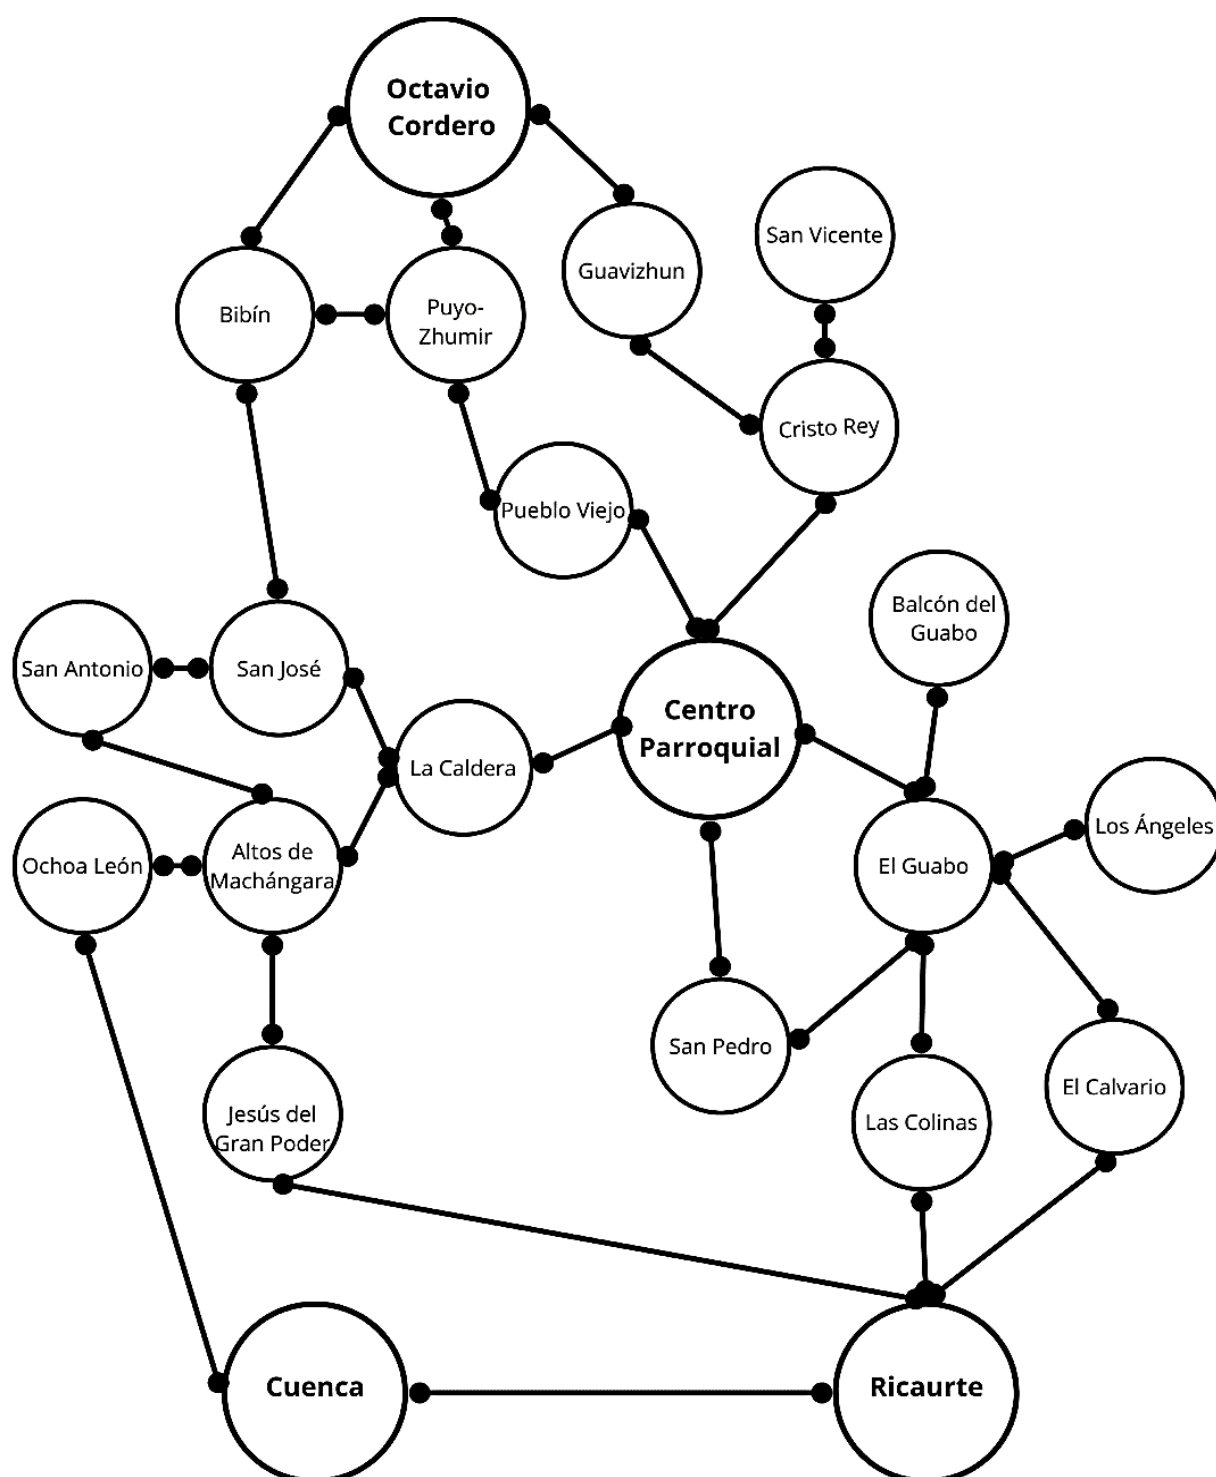 Octavio
Cordero
San Vicente
Guavizhun
Bibín
Puyo-
Zhumir
Cristo Rey
Pueblo Viejo
Balcón del
Guabo
San Antonio
San José
Centro
Parroquial
La Caldera
Los Ángeles
Ochoa León
Altos de
Machángara
El Guabo
San Pedro
El Calvario
Jesús del
Gran Poder
Las Colinas
Cuenca
Ricaurte